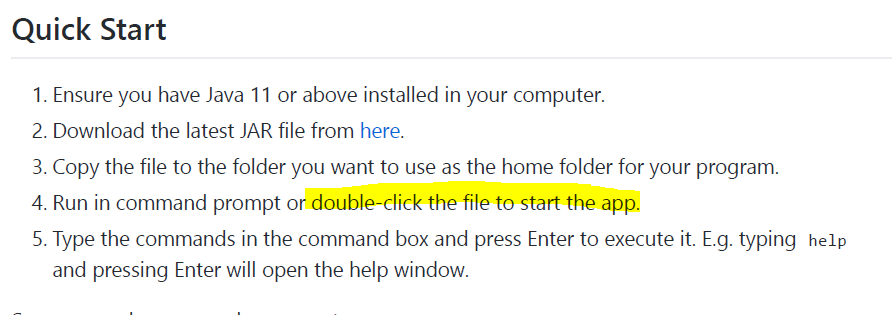 Quick Start
1. Ensure you have Java 11 or above installed in your computer.
2. Download the latest JAR file from here.
3. Copy the file to the folder you want to use as the home folder for your program.
4. Run in command prompt or double-click the file to start the app.
5. Type the commands in the command box and press Enter to execute it. E.g. typing help
and pressing Enter will open the help window.